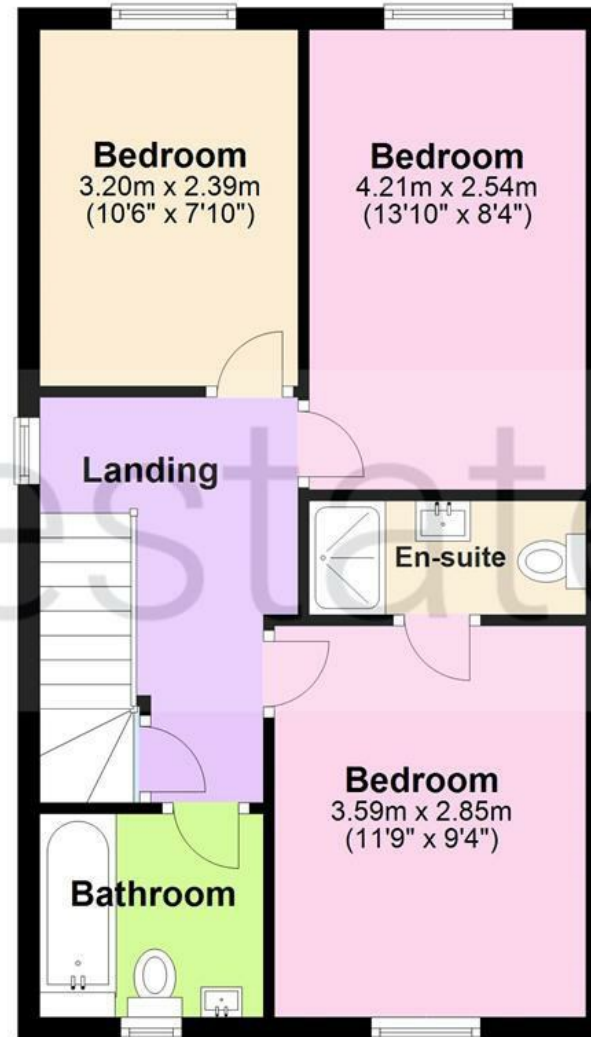 Bedroom
3.20m x 2.39m
(10'6" x 7'10")
Bedroom
4.21m x 2.54m
(13'10" x 8'4")
Landing
estate
En-suite
Bedroom
3.59m x 2.85m
(11'9" x 9'4")
Bathroom